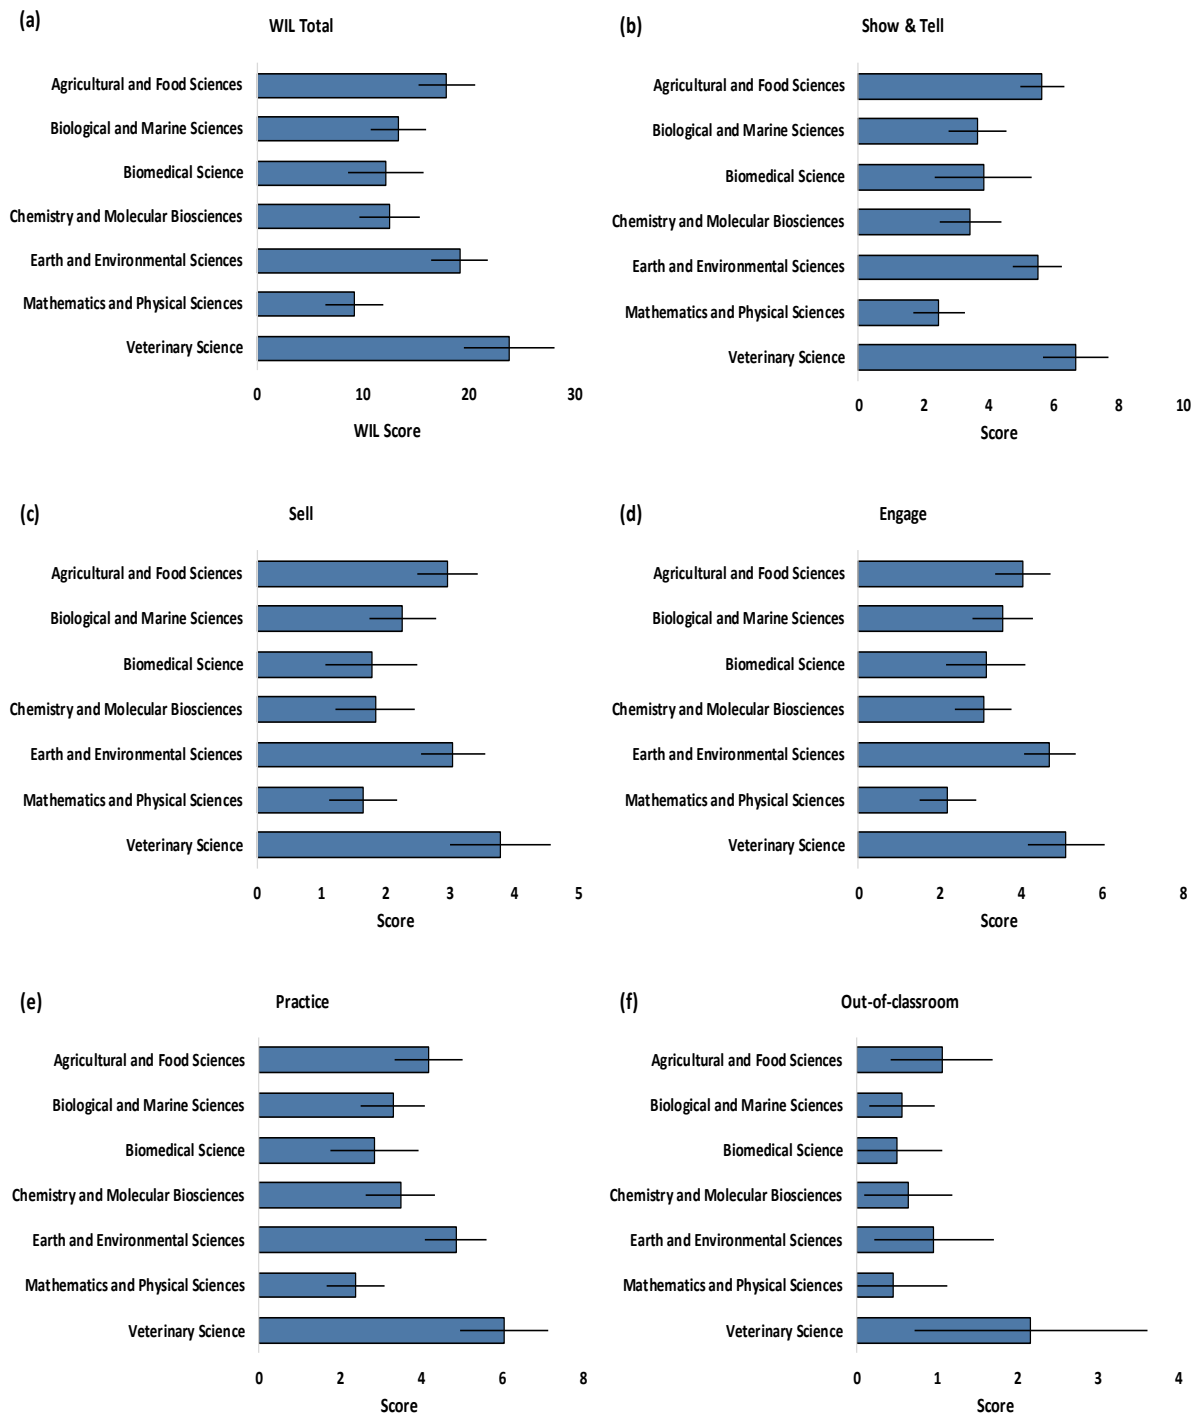 (a)
WIL Total
Agricultural and Food Sciences
Biological and Marine Sciences
Biomedical Science
Chemistry and Molecular Biosciences
Earth and Environmental Sciences
Mathematics and Physical Sciences
Veterinary Science
0 10 20 30
WIL Score
(b)
Show & Tell
Agricultural and Food Sciences
Biological and Marine Sciences
Biomedical Science
Chemistry and Molecular Biosciences
Earth and Environmental Sciences
Mathematics and Physical Sciences
Veterinary Science
0 2 4 6 8 10
Score
(c)
Sell
Agricultural and Food Sciences
Biological and Marine Sciences
Biomedical Science
Chemistry and Molecular Biosciences
Earth and Environmental Sciences
Mathematics and Physical Sciences
Veterinary Science
0 1 2 3 4 5
Score
(d)
Engage
Agricultural and Food Sciences
Biological and Marine Sciences
Biomedical Science
Chemistry and Molecular Biosciences
Earth and Environmental Sciences
Mathematics and Physical Sciences
Veterinary Science
0 2 4 6 8
Score
(e)
Practice
Agricultural and Food Sciences
Biological and Marine Sciences
Biomedical Science
Chemistry and Molecular Biosciences
Earth and Environmental Sciences
Mathematics and Physical Sciences
Veterinary Science
0 2 4 6 8
Score
(f)
Out-of-classroom
Agricultural and Food Sciences
Biological and Marine Sciences
Biomedical Science
Chemistry and Molecular Biosciences
Earth and Environmental Sciences
Mathematics and Physical Sciences
Veterinary Science
0 1 2 3 4
Score